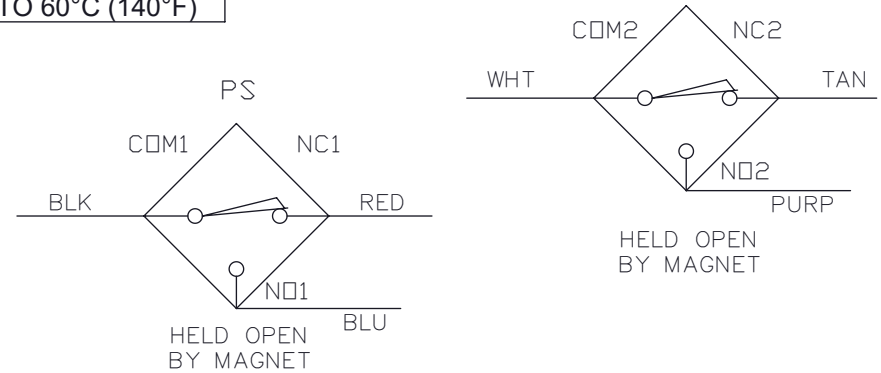 TO 60°C (140°F)
PS
COM1 NC1
BLK RED
NO1
BLU
HELD OPEN
BY MAGNET
COM2 NC2
WHT TAN
NO2
PURP
HELD OPEN
BY MAGNET